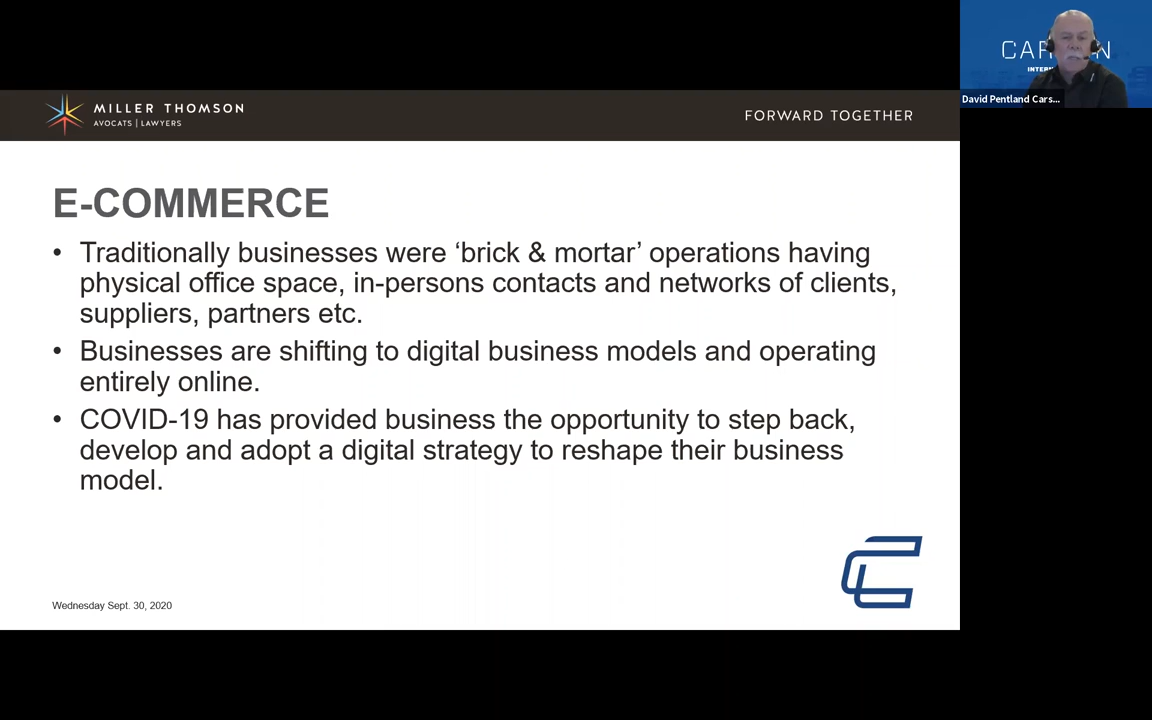 MILLER THOMSON
AVOCATS | LAWYERS
FORWARD TOGETHER
E-COMMERCE
• Traditionally businesses were ‘brick & mortar’ operations having
physical office space, in-persons contacts and networks of clients,
suppliers, partners etc.
• Businesses are shifting to digital business models and operating
entirely online.
• COVID-19 has provided business the opportunity to step back,
develop and adopt a digital strategy to reshape their business
model.
Wednesday Sept. 30, 2020
David Pentland Cars...